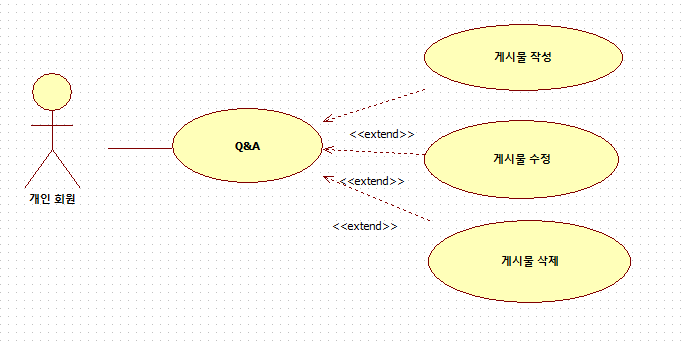 게시물 작성
<<extend>>
Q&A
게시물 수정
<<extend>>
개인 회원
<<extend>>
게시물 삭제